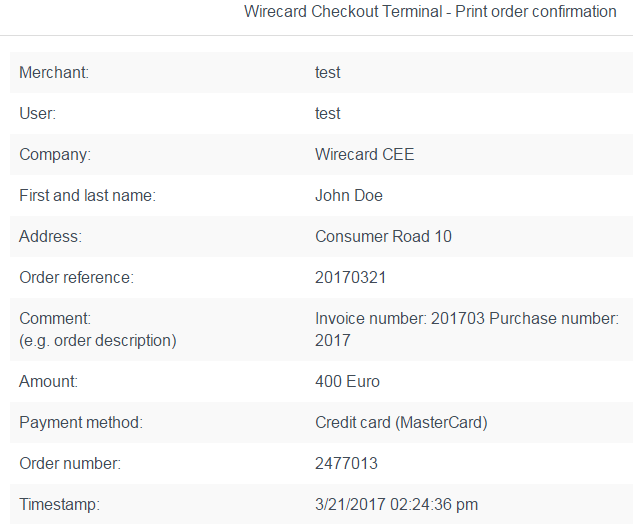 Wirecard Checkout Terminal - Print order confirmation
Merchant: test
User: test
Company: Wirecard CEE
First and last name: John Doe
Address: Consumer Road 10
Order reference: 20170321
Comment: Invoice number: 201703 Purchase number:
(e.g. order description) 2017
Amount: 400 Euro
Payment method: Credit card (MasterCard)
Order number: 2477013
Timestamp: 3/21/2017 02:24:36 pm